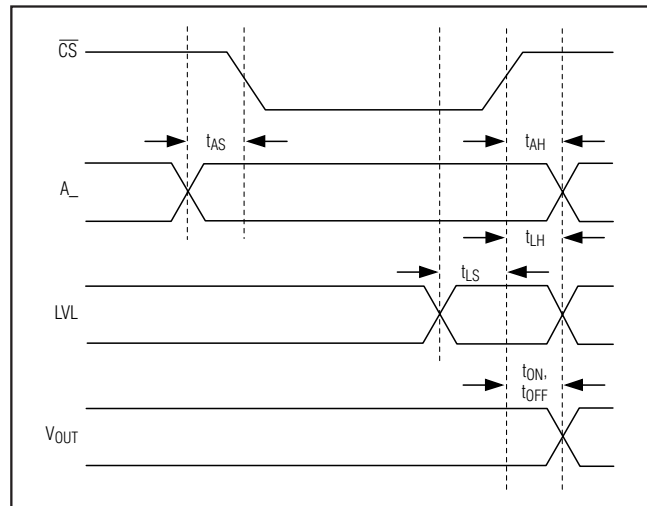 CS
tAS
tAH
A_
tLH
tLS
LVL
tON,
tOFF
VOUT